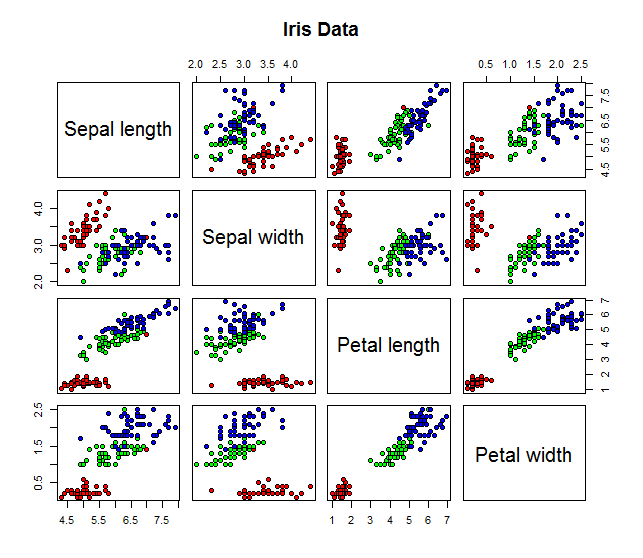 Iris Data
2.0 3.0 3.5 4.0
0.5 1.0 1.5 2.0 2.5
Sepal length
4.5 5.5 6.5 7.5
2.0 3.0 4.0
Sepal width
Petal length
1 2 3 4 5 6 7
0.5 1.5 2.5
Petal width
4.5 5.5 6.5 7.5
1 2 3 4 5 6 7